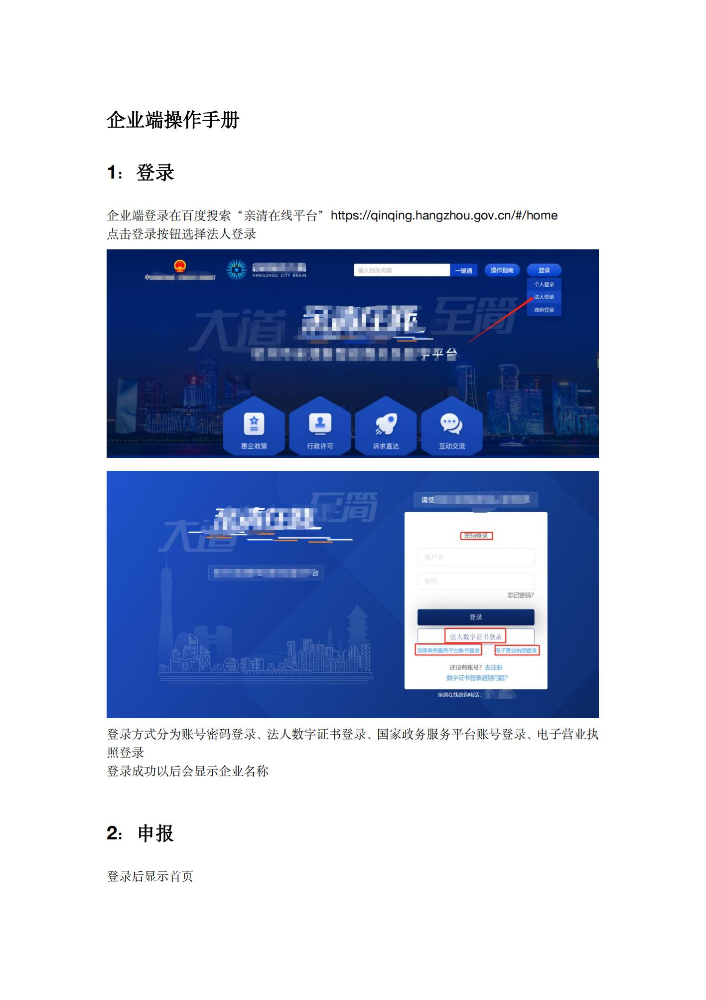 企业端操作手册
1： 登录
企业端登录在百度搜索“亲清在线平台”https://qinqing.hangzhou.gov.cn/#/home
点击登录按钮选择法人登录
HANGZHOU CITY BRAIN
输入相关内容
一键通
操作指南
登录
个人登录
法人登录
政府登录
大道
至简
平台
惠企政策
行政许可
诉求直达
互动交流
大道
至简
台
请使
密码登录
用户名
密码
忘记密码?
登录
法人数字证书登录
国家政务服务平台账号登录
电子营业执照登录
还没有账号? 去注册
数字证书登录遇到问题?
亲清在线咨询电话:
登录方式分为账号密码登录、法人数字证书登录、国家政务服务平台账号登录、电子营业执
照登录
登录成功以后会显示企业名称
2： 申报
登录后显示首页